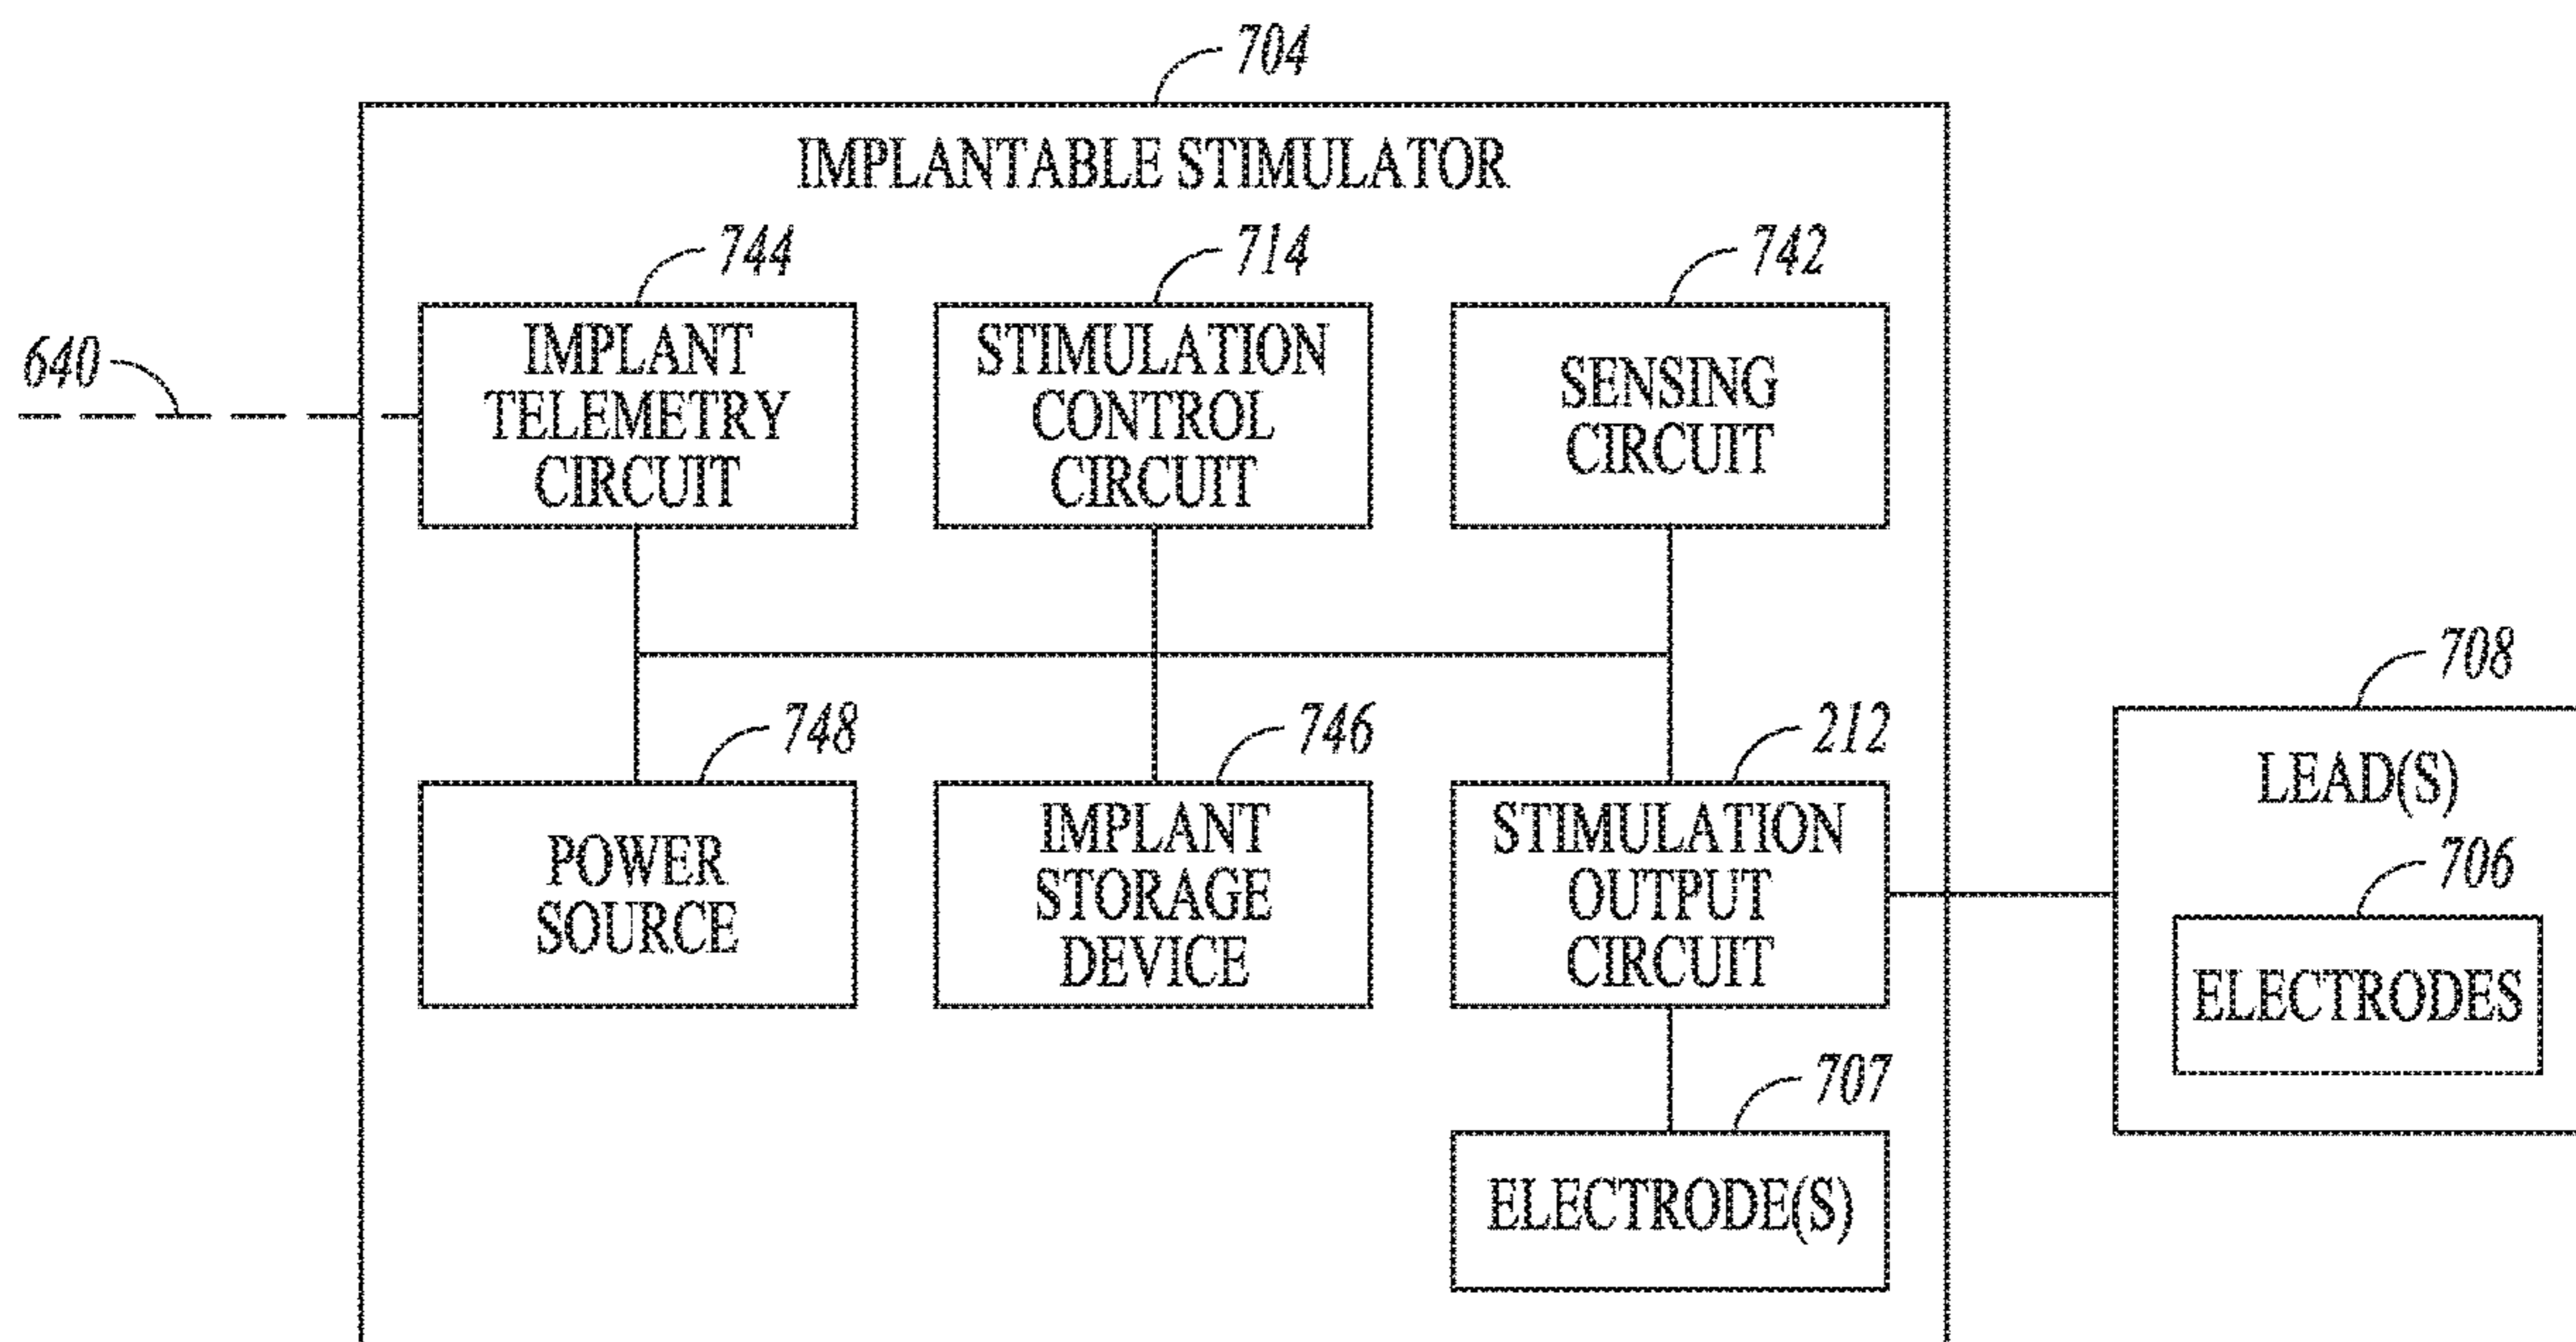 704
IMPLANTABLE STIMULATOR
744
714
742
640
IMPLANT
TELEMETRY
CIRCUIT
STIMULATION
CONTROL
CIRCUIT
SENSING
CIRCUIT
748
746
212
708
POWER
SOURCE
IMPLANT
STORAGE
DEVICE
STIMULATION
OUTPUT
CIRCUIT
LEAD(S)
706
ELECTRODES
707
ELECTRODE(S)